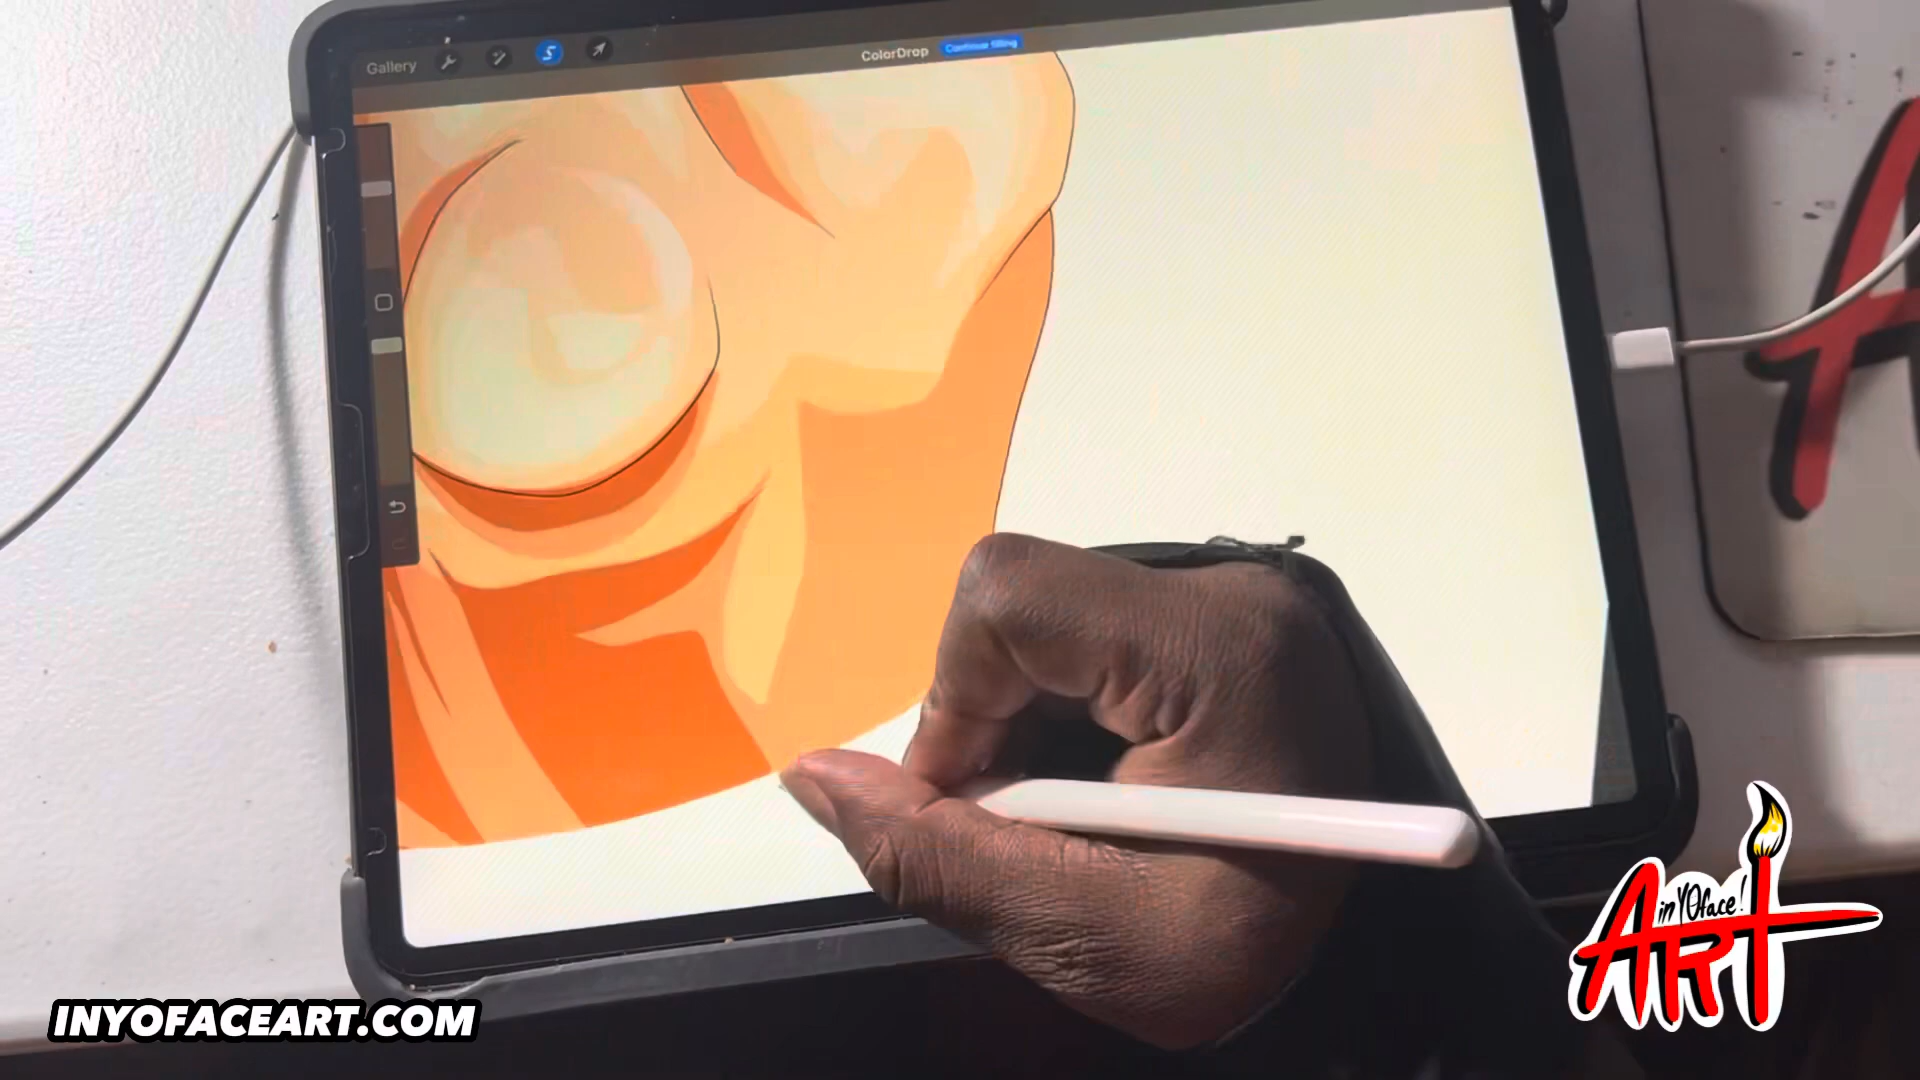 Gallery
ColorDrop Continue filling
in YOface!
ART
INYOFACEART.COM